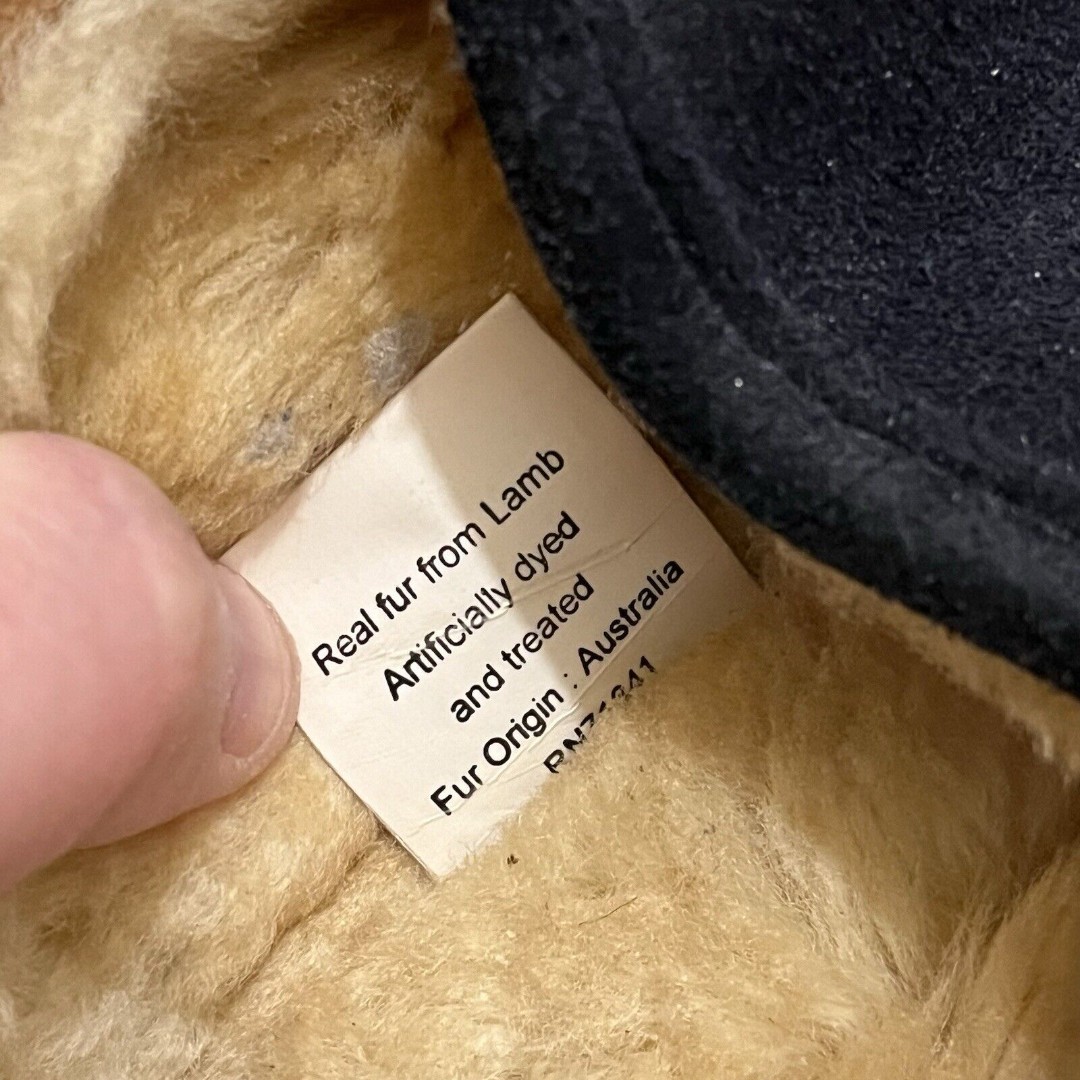 Real fur from Lamb
Artificially dyed
and treated
Fur Origin : Australia